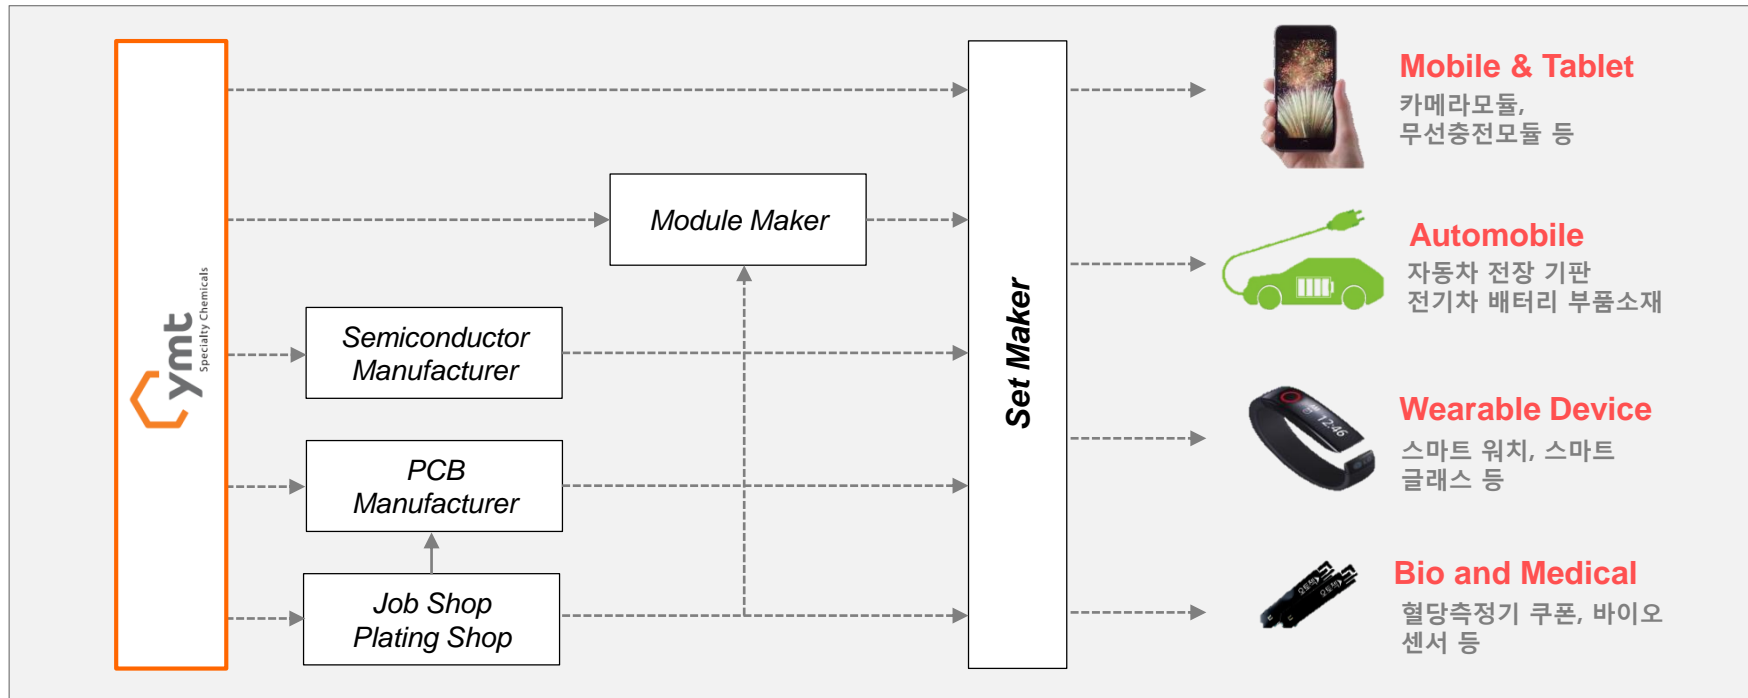 ymt
Specialty Chemicals
Module Maker
Semiconductor
Manufacturer
PCB
Manufacturer
Job Shop
Plating Shop
Set Maker
Mobile & Tablet
카메라모듈,
무선충전모듈 등
Automobile
자동차 전장 기판
전기차 배터리 부품소재
12:46
Wearable Device
스마트 워치, 스마트
글래스 등
Bio and Medical
혈당측정기 쿠폰, 바이오
센서 등